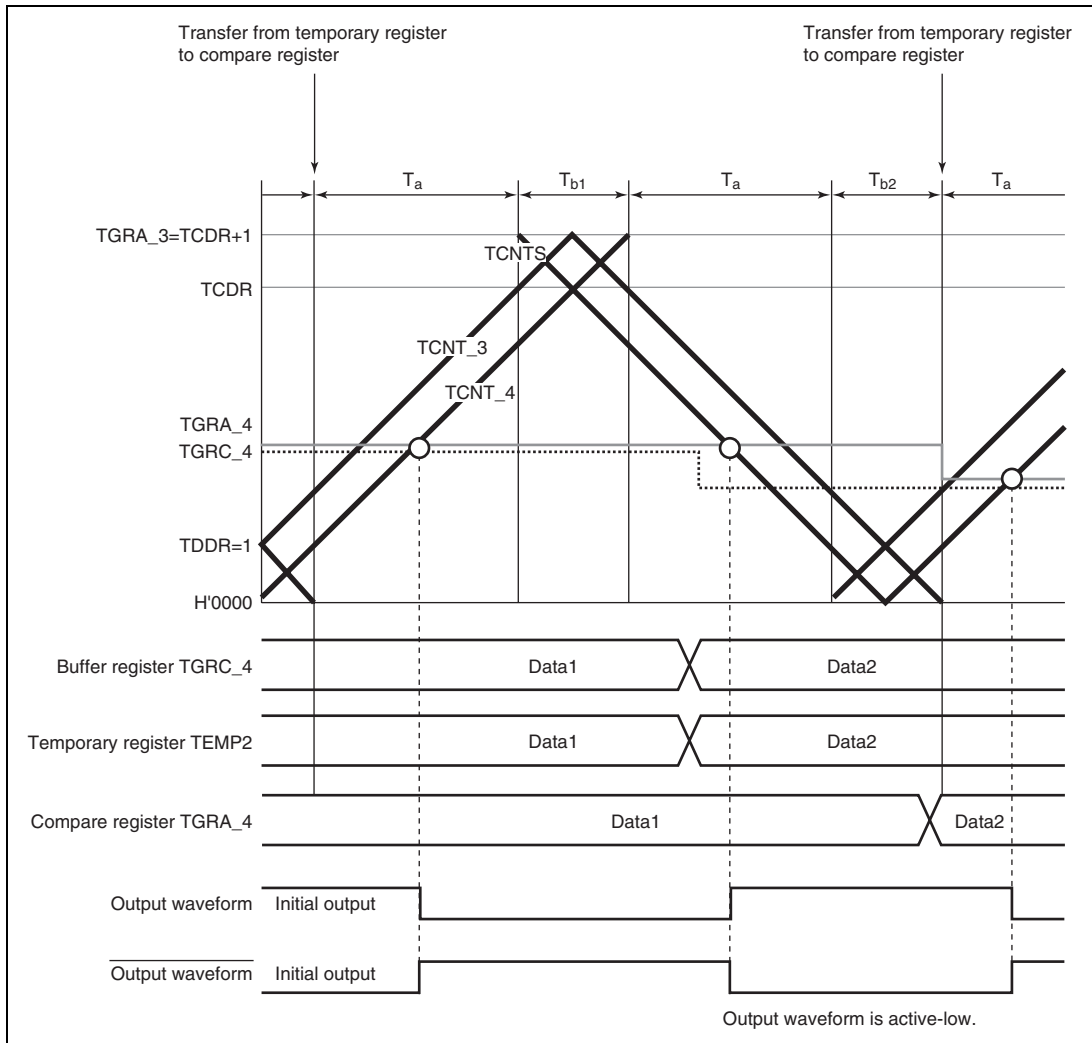 Transfer from temporary register
to compare register
Transfer from temporary register
to compare register
Ta
Tb1
Ta
Tb2
Ta
TGRA_3=TCDR+1
TCNTS
TCDR
TCNT_3
TCNT_4
TGRA_4
TGRC_4
TDDR=1
H'0000
Buffer register TGRC_4
Data1
Data2
Temporary register TEMP2
Data1
Data2
Compare register TGRA_4
Data1
Data2
Output waveform
Initial output
Output waveform
Initial output
Output waveform is active-low.